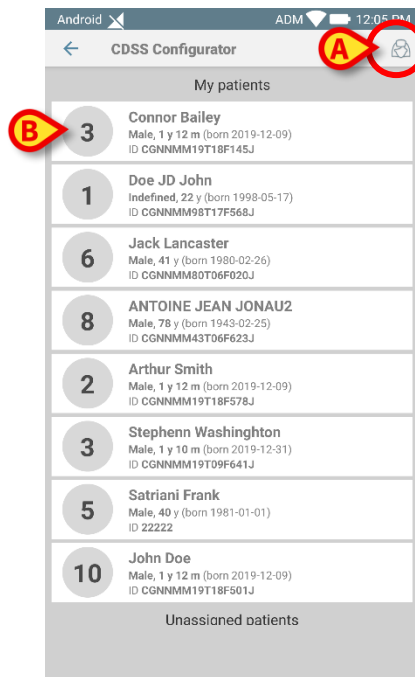 Android ADM 12:05 PM
CDSS Configurator
A
My patients
B
3
Connor Bailey
Male, 1 y 12 m (born 2019-12-09)
ID CGNNMM19T18F145J
1
Doe JD John
Indefined, 22 y (born 1998-05-17)
ID CGNNMM98T17F568J
6
Jack Lancaster
Male, 41 y (born 1980-02-26)
ID CGNNMM80T06F020J
8
ANTOINE JEAN JONAU2
Male, 78 y (born 1943-02-25)
ID CGNNMM43T06F623J
2
Arthur Smith
Male, 1 y 12 m (born 2019-12-09)
ID CGNNMM19T18F578J
3
Stephenn Washinghton
Male, 1 y 10 m (born 2019-12-31)
ID CGNNMM19T09F641J
5
Satriani Frank
Male, 40 y (born 1981-01-01)
ID 22222
10
John Doe
Male, 1 y 12 m (born 2019-12-09)
ID CGNNMM19T18F501J
Unassigned patients